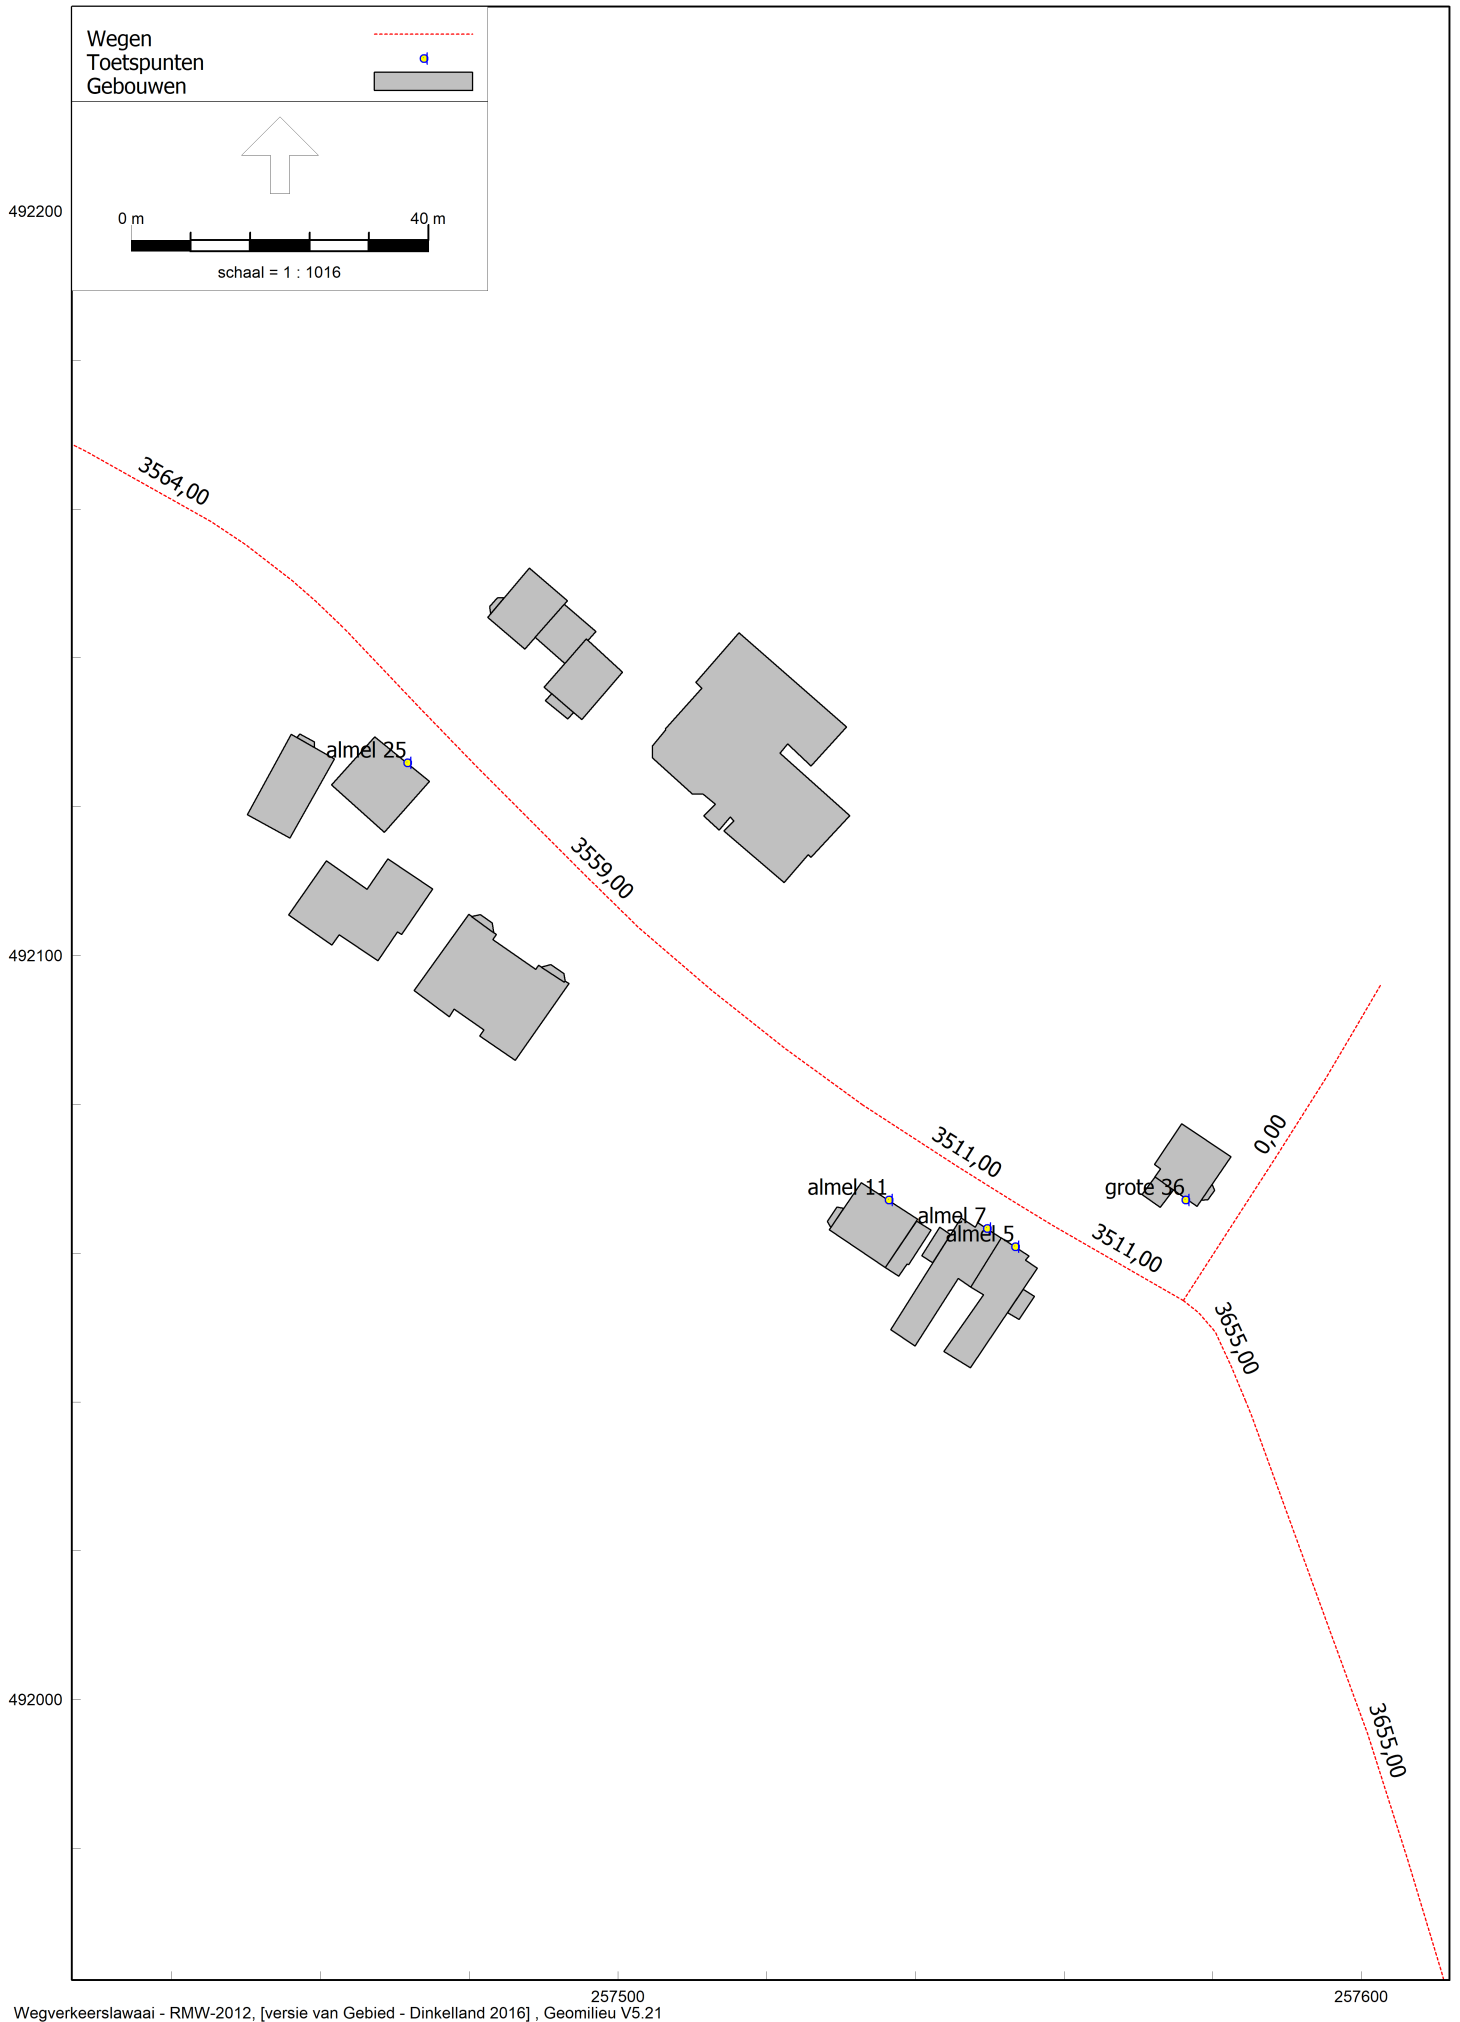 Wegen
Toetspunten
Gebouwen
0 m 40 m
schaal = 1 : 1016
492200
3564,00
almel 25
3559,00
492100
3511,00
0,00
almel 11
grote 36
almel 7
almel 5
3511,00
3655,00
492000
3655,00
257500 257600
Wegverkeerslawaai - RMW-2012, [versie van Gebied - Dinkelland 2016] , Geomilieu V5.21